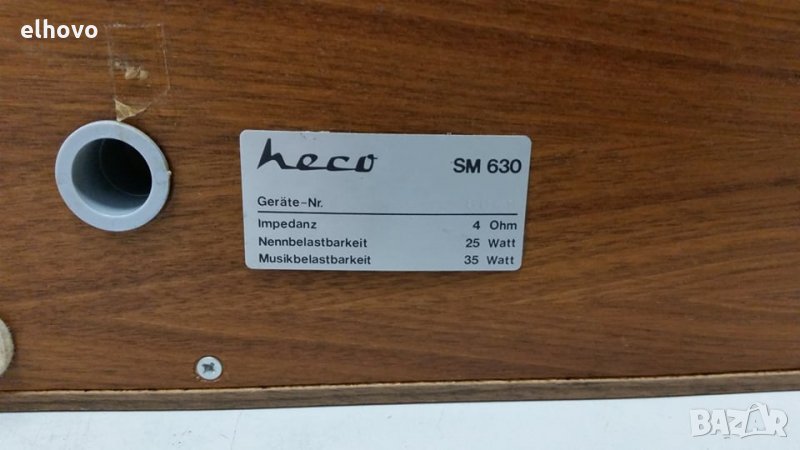 elhovo
heco SM 630
Geräte-Nr.
Impedanz 4 Ohm
Nennbelastbarkeit 25 Watt
Musikbelastbarkeit 35 Watt
BAZAR